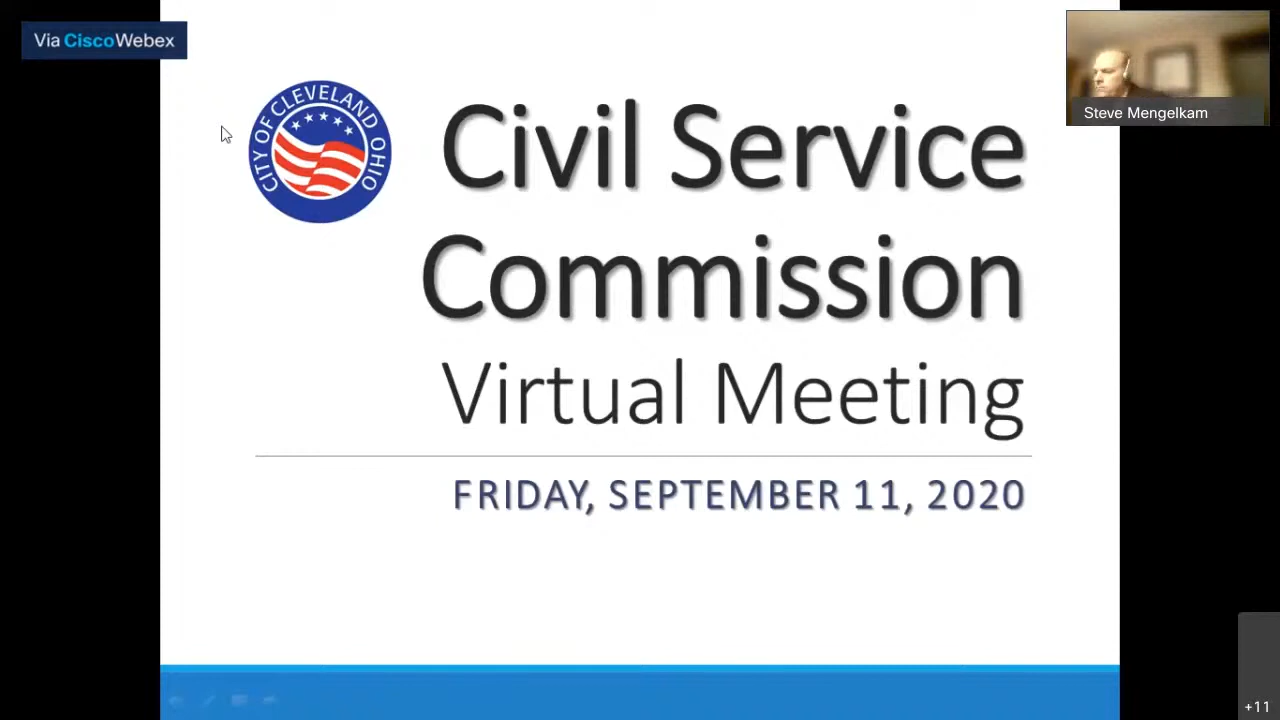 Via CiscoWebex
Steve Mengelkam
CITY OF CLEVELAND OHIO
Civil Service
Commission
Virtual Meeting
FRIDAY, SEPTEMBER 11, 2020
+11